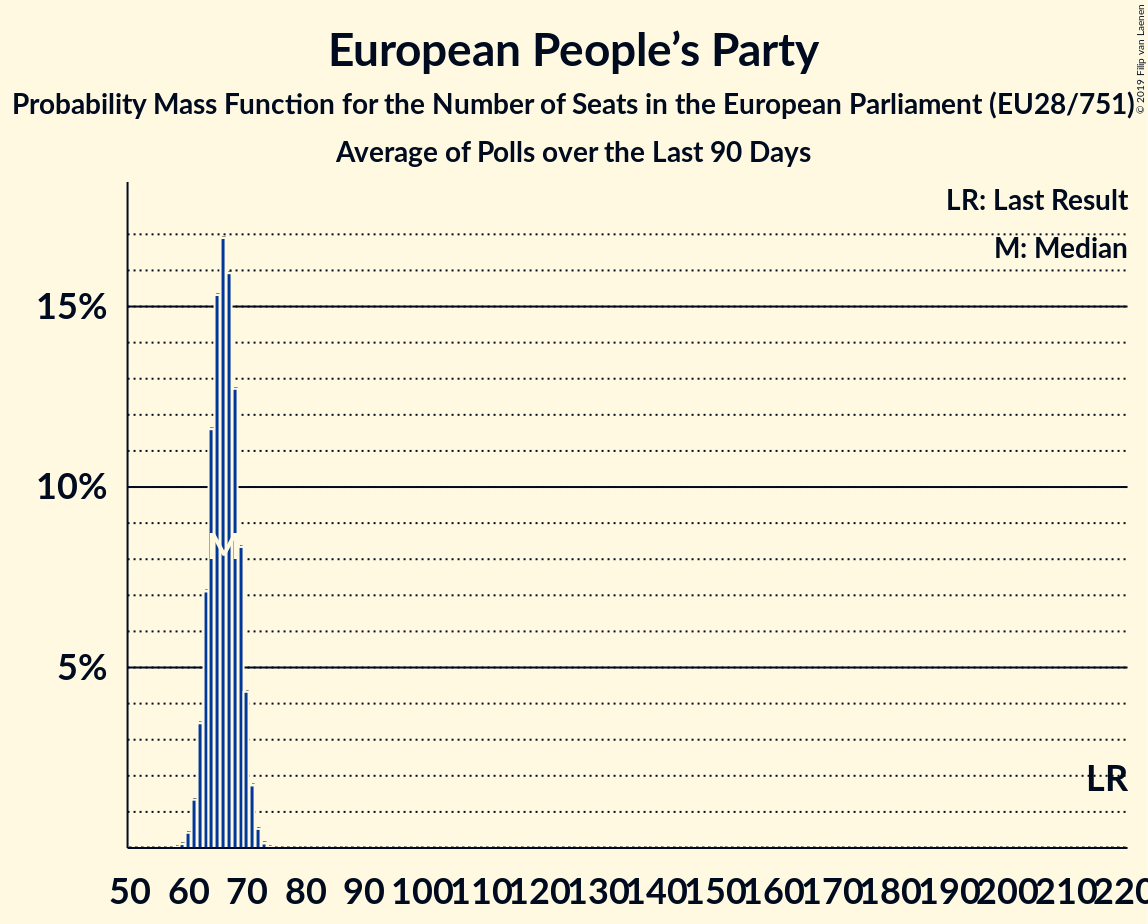 European People’s Party
Probability Mass Function for the Number of Seats in the European Parliament (EU28/751)
Average of Polls over the Last 90 Days
© 2019 Filip van Laenen
LR: Last Result
M: Median
15%
10%
5%
M
LR
50 60 70 80 90 100 110 120 130 140 150 160 170 180 190 200 210 220